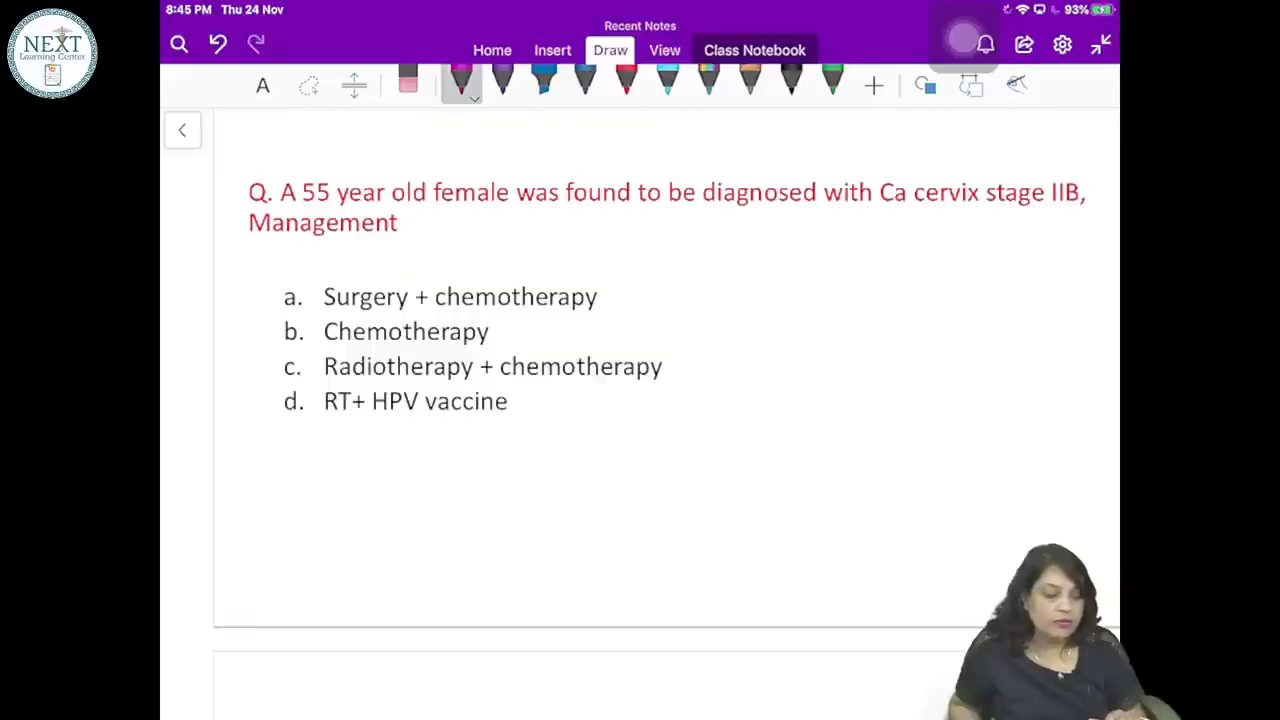 8:45 PM Thu 24 Nov
Recent Notes
93%
NEXT
Learning Center
Home Insert Draw View Class Notebook
A
Q. A 55 year old female was found to be diagnosed with Ca cervix stage IIB,
Management
a. Surgery + chemotherapy
b. Chemotherapy
c. Radiotherapy + chemotherapy
d. RT+ HPV vaccine